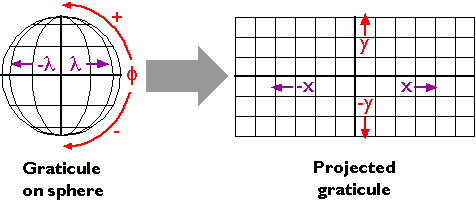 +
-λ λ
ϕ
-
Graticule
on sphere
y
-x x
-y
Projected
graticule